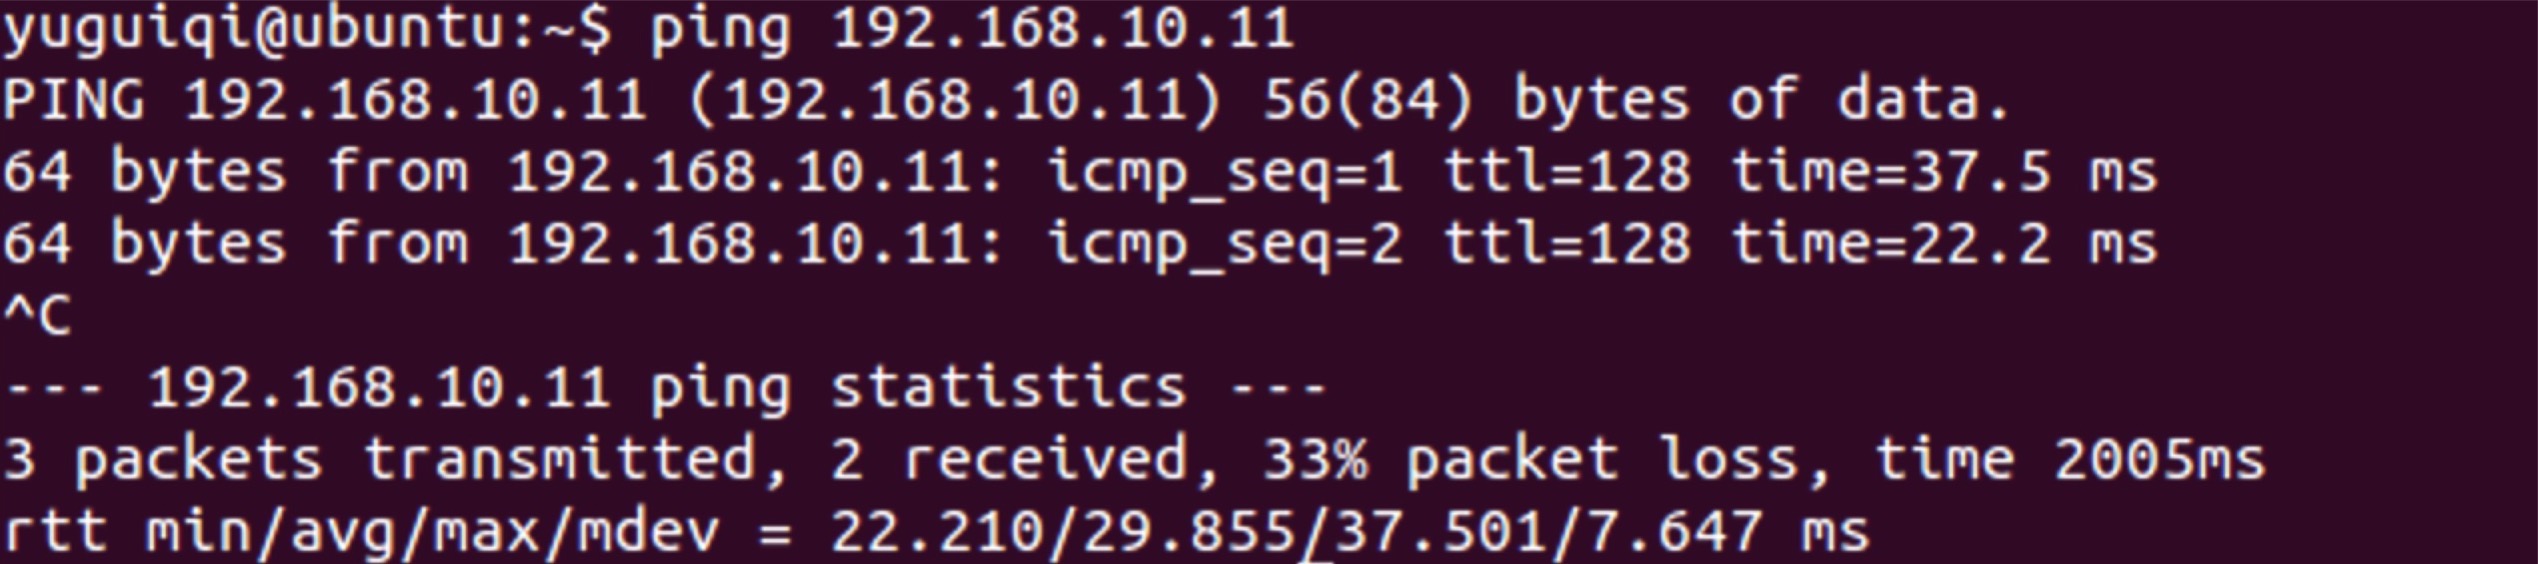 yuguiqi@ubuntu:~$ ping 192.168.10.11
PING 192.168.10.11 (192.168.10.11) 56(84) bytes of data.
64 bytes from 192.168.10.11: icmp_seq=1 ttl=128 time=37.5 ms
64 bytes from 192.168.10.11: icmp_seq=2 ttl=128 time=22.2 ms
^C
--- 192.168.10.11 ping statistics ---
3 packets transmitted, 2 received, 33% packet loss, time 2005ms
rtt min/avg/max/mdev = 22.210/29.855/37.501/7.647 ms